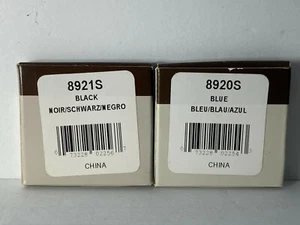 8921S
BLACK
NOIR/SCHWARZ/NEGRO
CHINA
8920S
BLUE
BLEU/BLAU/AZUL
CHINA